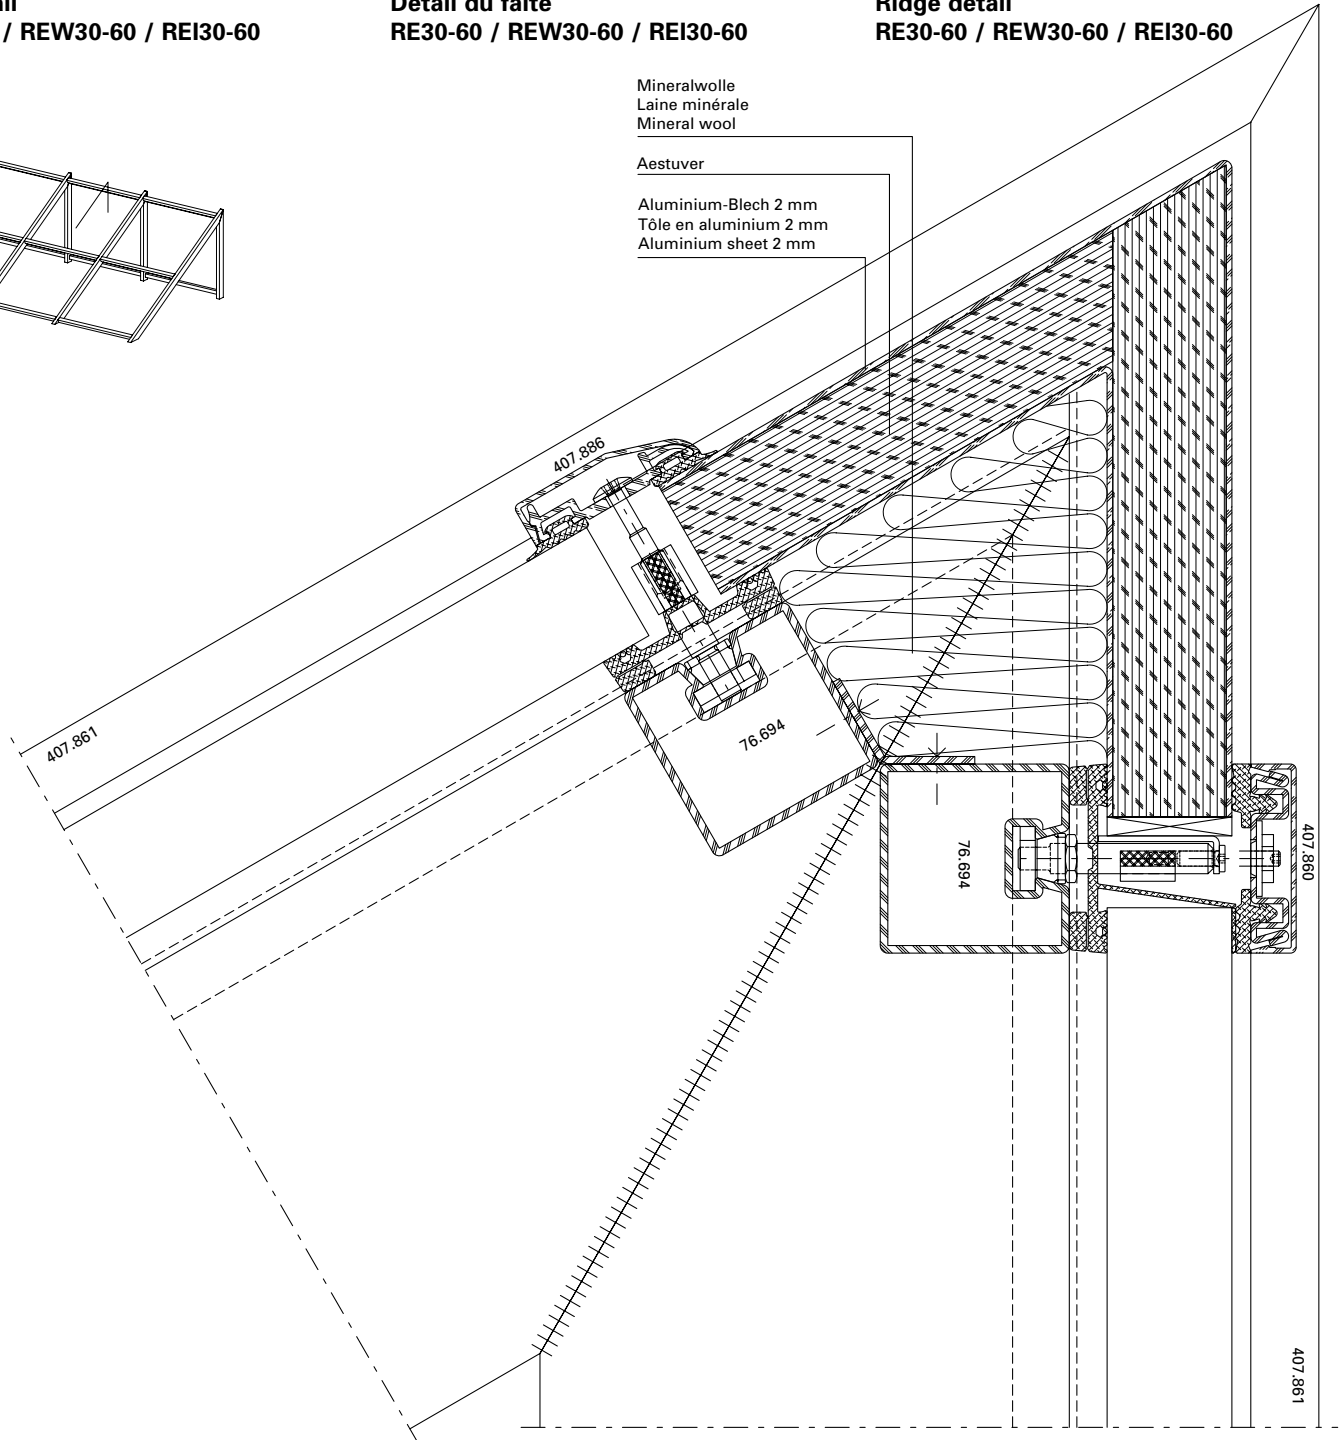 / REW30-60 / REI30-60
Détail du faîte
RE30-60 / REW30-60 / REI30-60
Ridge detail
RE30-60 / REW30-60 / REI30-60
Mineralwolle
Laine minérale
Mineral wool
Aestuver
Aluminium-Blech 2 mm
Tôle en aluminium 2 mm
Aluminium sheet 2 mm
407.886
407.861
76.694
76.694
407.860
407.861